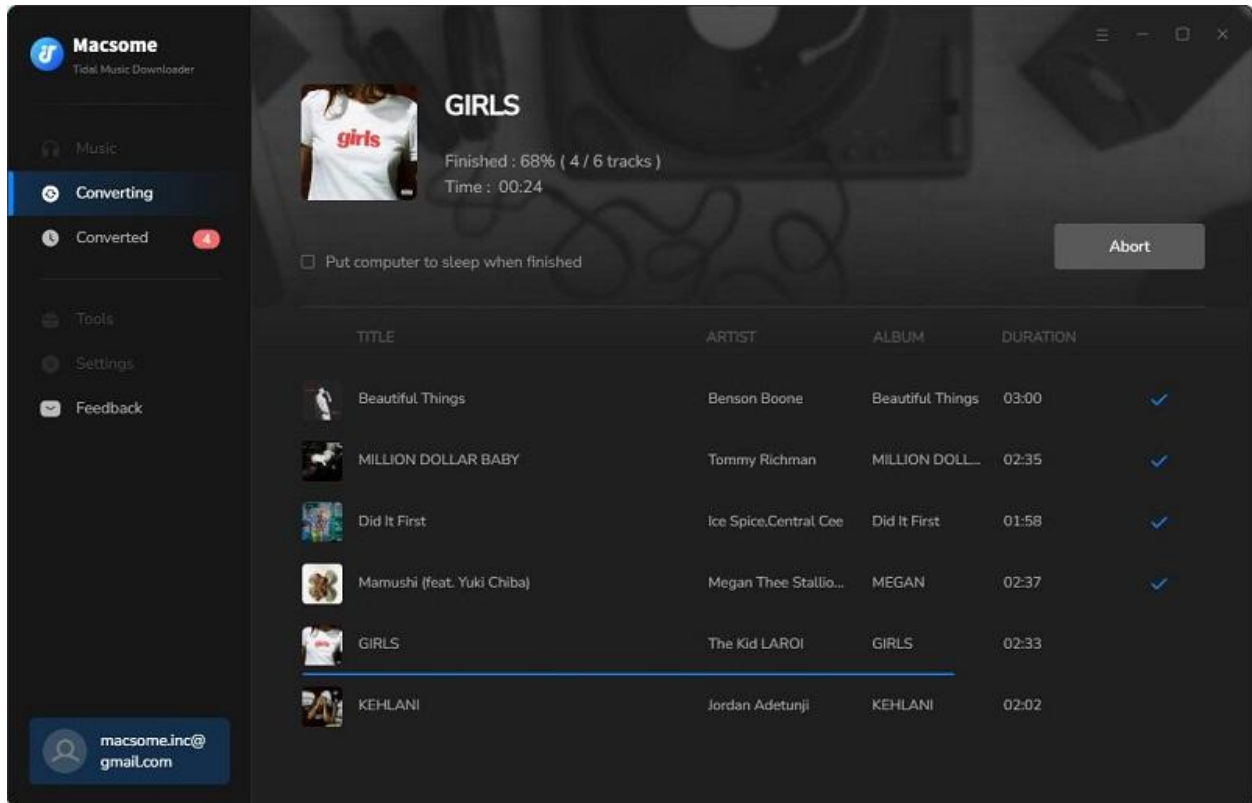 Macsome
Tidal Music Downloader
Music
Converting
Converted 4
Tools
Settings
Feedback
macsome.inc@
gmail.com
girls
GIRLS
Finished : 68% ( 4 / 6 tracks )
Time : 00:24
Put computer to sleep when finished
Abort
TITLE ARTIST ALBUM DURATION
Beautiful Things Benson Boone Beautiful Things 03:00
MILLION DOLLAR BABY Tommy Richman MILLION DOLL... 02:35
Did It First Ice Spice,Central Cee Did It First 01:58
Mamushi (feat. Yuki Chiba) Megan Thee Stallio... MEGAN 02:37
GIRLS The Kid LAROI GIRLS 02:33
KEHLANI Jordan Adetunji KEHLANI 02:02